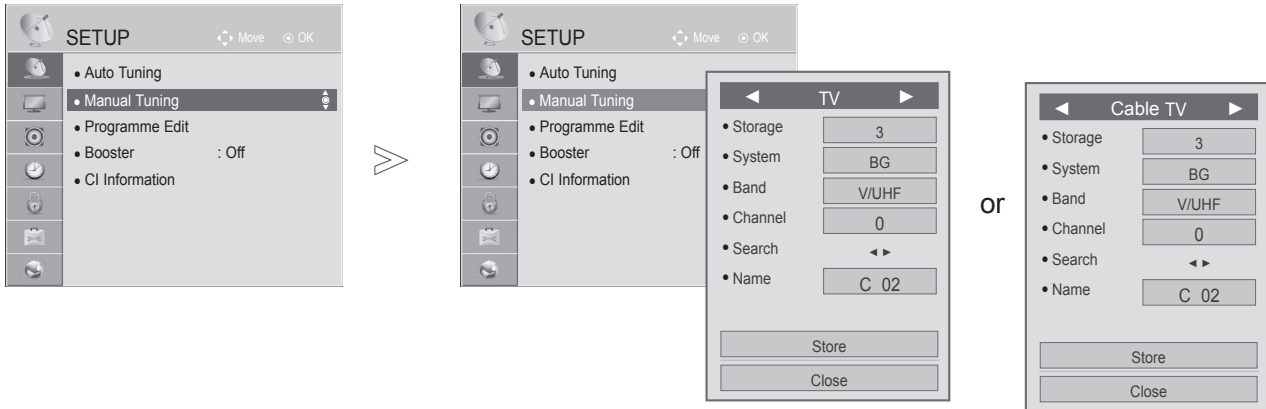 SETUP Move OK
• Auto Tuning
• Manual Tuning
• Programme Edit
• Booster : Off
• CI Information
SETUP Move OK
• Auto Tuning
• Manual Tuning
• Programme Edit
• Booster : Off
• CI Information
◄ TV ►
• Storage 3
• System BG
• Band V/UHF
• Channel 0
• Search ◄ ►
• Name C 02
Store
Close
or
◄ Cable TV ►
• Storage 3
• System BG
• Band V/UHF
• Channel 0
• Search ◄ ►
• Name C 02
Store
Close